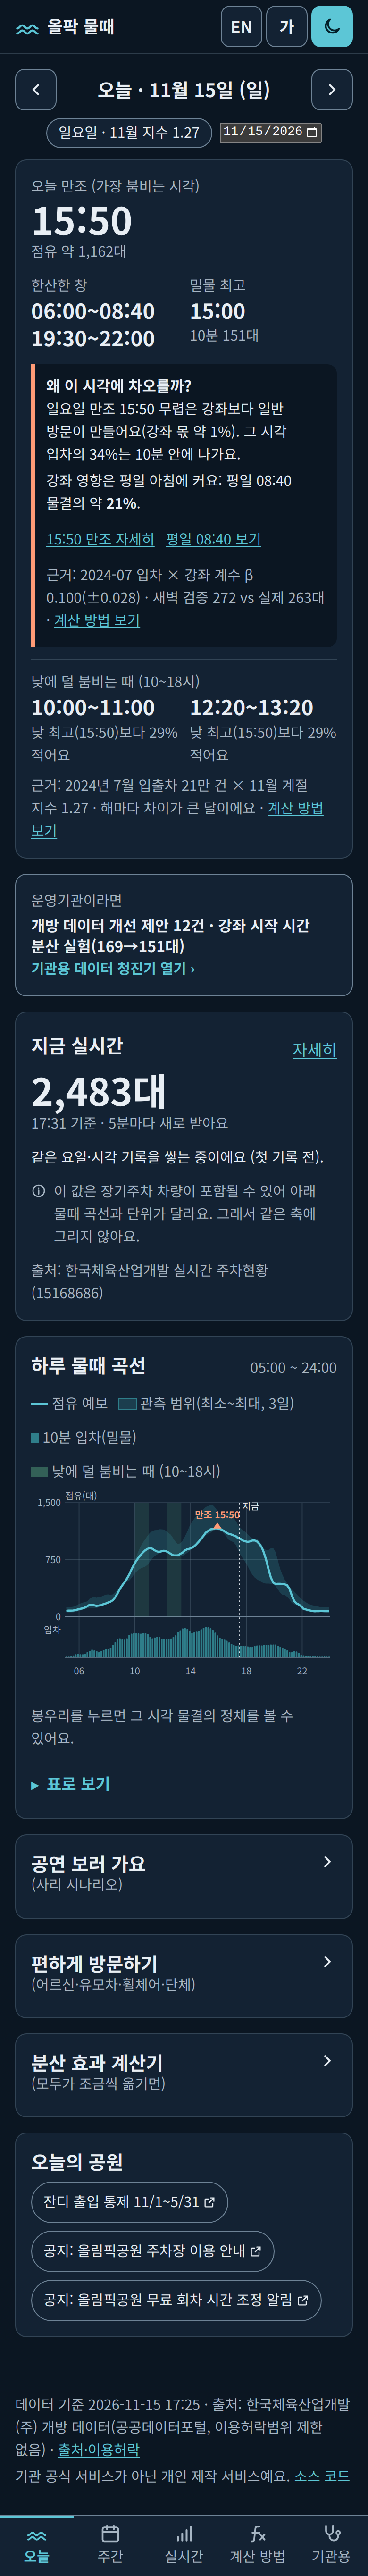 올팍 물때
EN
가
오늘 · 11월 15일 (일)
일요일 · 11월 지수 1.27
11/15/2026
오늘 만조 (가장 붐비는 시각)
15:50
점유 약 1,162대
한산한 창
06:00~08:40
19:30~22:00
밀물 최고
15:00
10분 151대
왜 이 시각에 차오를까?
일요일 만조 15:50 무렵은 강좌보다 일반
방문이 만들어요(강좌 몫 약 1%). 그 시각
입차의 34%는 10분 안에 나가요.
강좌 영향은 평일 아침에 커요: 평일 08:40
물결의 약 21%.
15:50 만조 자세히 평일 08:40 보기
근거: 2024-07 입차 × 강좌 계수 β
0.100(±0.028) · 새벽 검증 272 vs 실제 263대
· 계산 방법 보기
낮에 덜 붐비는 때 (10~18시)
10:00~11:00
낮 최고(15:50)보다 29%
적어요
12:20~13:20
낮 최고(15:50)보다 29%
적어요
근거: 2024년 7월 입출차 21만 건 × 11월 계절
지수 1.27 · 해마다 차이가 큰 달이에요 · 계산 방법
보기
운영기관이라면
개방 데이터 개선 제안 12건 · 강좌 시작 시간
분산 실험(169→151대)
기관용 데이터 청진기 열기 ›
지금 실시간
자세히
2,483대
17:31 기준 · 5분마다 새로 받아요
같은 요일·시각 기록을 쌓는 중이에요 (첫 기록 전).
이 값은 장기주차 차량이 포함될 수 있어 아래
물때 곡선과 단위가 달라요. 그래서 같은 축에
그리지 않아요.
출처: 한국체육산업개발 실시간 주차현황
(15168686)
하루 물때 곡선
05:00 ~ 24:00
점유 예보 관측 범위(최소~최대, 3일)
10분 입차(밀물)
낮에 덜 붐비는 때 (10~18시)
점유(대)
1,500
750
0
입차
만조 15:50
지금
06 10 14 18 22
봉우리를 누르면 그 시각 물결의 정체를 볼 수
있어요.
▸ 표로 보기
공연 보러 가요
(사리 시나리오)
편하게 방문하기
(어르신·유모차·휠체어·단체)
분산 효과 계산기
(모두가 조금씩 옮기면)
오늘의 공원
잔디 출입 통제 11/1~5/31
공지: 올림픽공원 주차장 이용 안내
공지: 올림픽공원 무료 회차 시간 조정 알림
데이터 기준 2026-11-15 17:25 · 출처: 한국체육산업개발
(주) 개방 데이터(공공데이터포털, 이용허락범위 제한
없음) · 출처·이용허락
기관 공식 서비스가 아닌 개인 제작 서비스예요. 소스 코드
오늘
주간
실시간
계산 방법
기관용